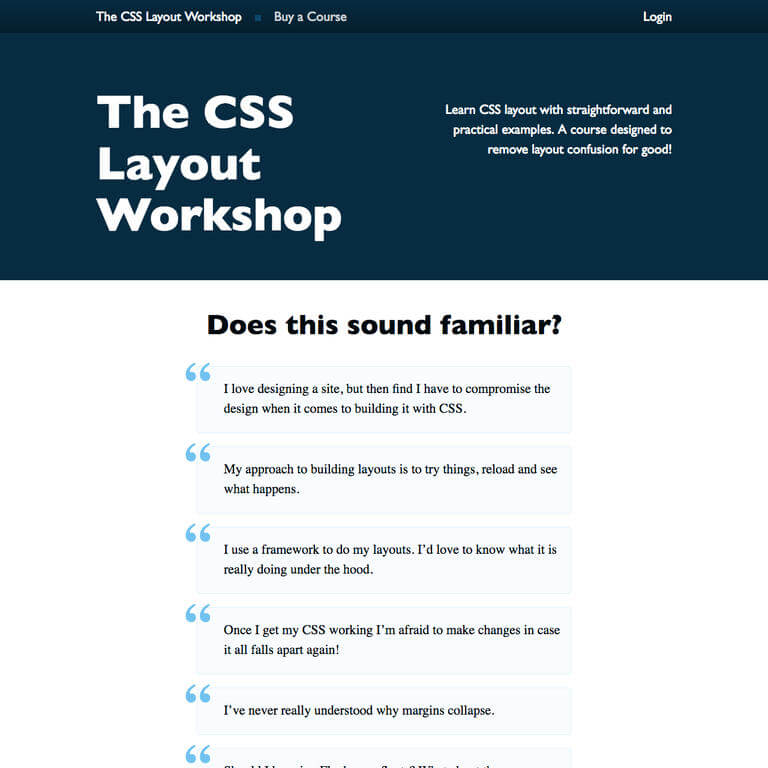 The CSS Layout Workshop Buy a Course Login
The CSS
Layout
Workshop
Learn CSS layout with straightforward and
practical examples. A course designed to
remove layout confusion for good!
Does this sound familiar?
I love designing a site, but then find I have to compromise the
design when it comes to building it with CSS.
My approach to building layouts is to try things, reload and see
what happens.
I use a framework to do my layouts. I’d love to know what it is
really doing under the hood.
Once I get my CSS working I’m afraid to make changes in case
it all falls apart again!
I’ve never really understood why margins collapse.